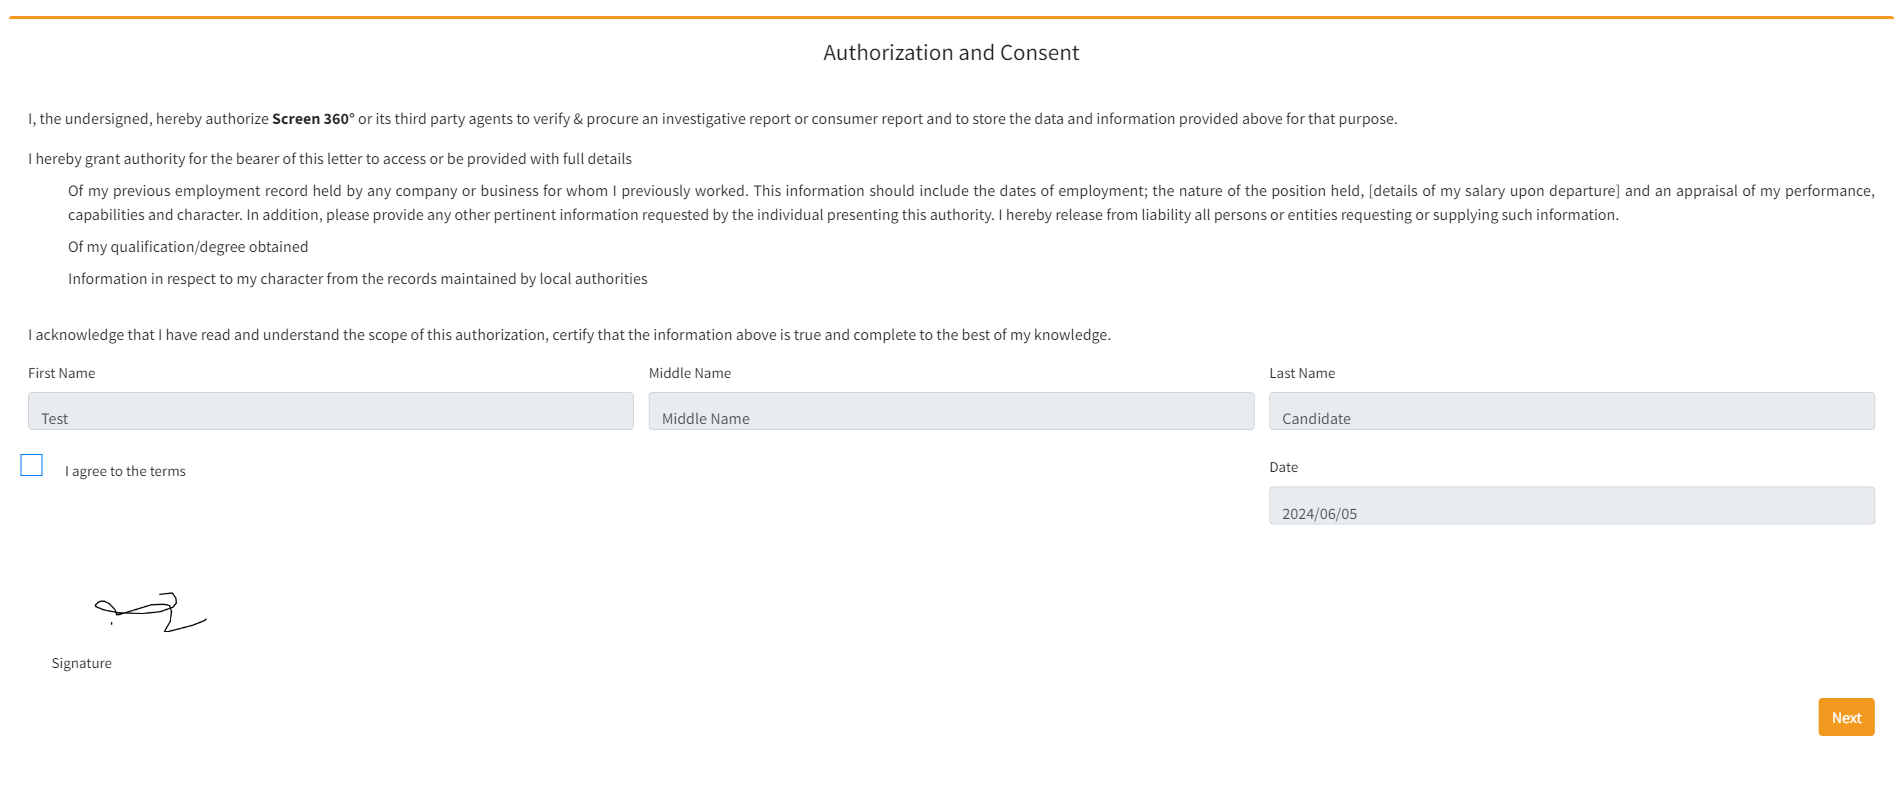 Authorization and Consent
I, the undersigned, hereby authorize Screen 360° or its third party agents to verify & procure an investigative report or consumer report and to store the data and information provided above for that purpose.
I hereby grant authority for the bearer of this letter to access or be provided with full details
Of my previous employment record held by any company or business for whom I previously worked. This information should include the dates of employment; the nature of the position held, [details of my salary upon departure] and an appraisal of my performance,
capabilities and character. In addition, please provide any other pertinent information requested by the individual presenting this authority. I hereby release from liability all persons or entities requesting or supplying such information.
Of my qualification/degree obtained
Information in respect to my character from the records maintained by local authorities
I acknowledge that I have read and understand the scope of this authorization, certify that the information above is true and complete to the best of my knowledge.
First Name Middle Name Last Name
Test Middle Name Candidate
I agree to the terms
Date
2024/06/05
Signature
Next